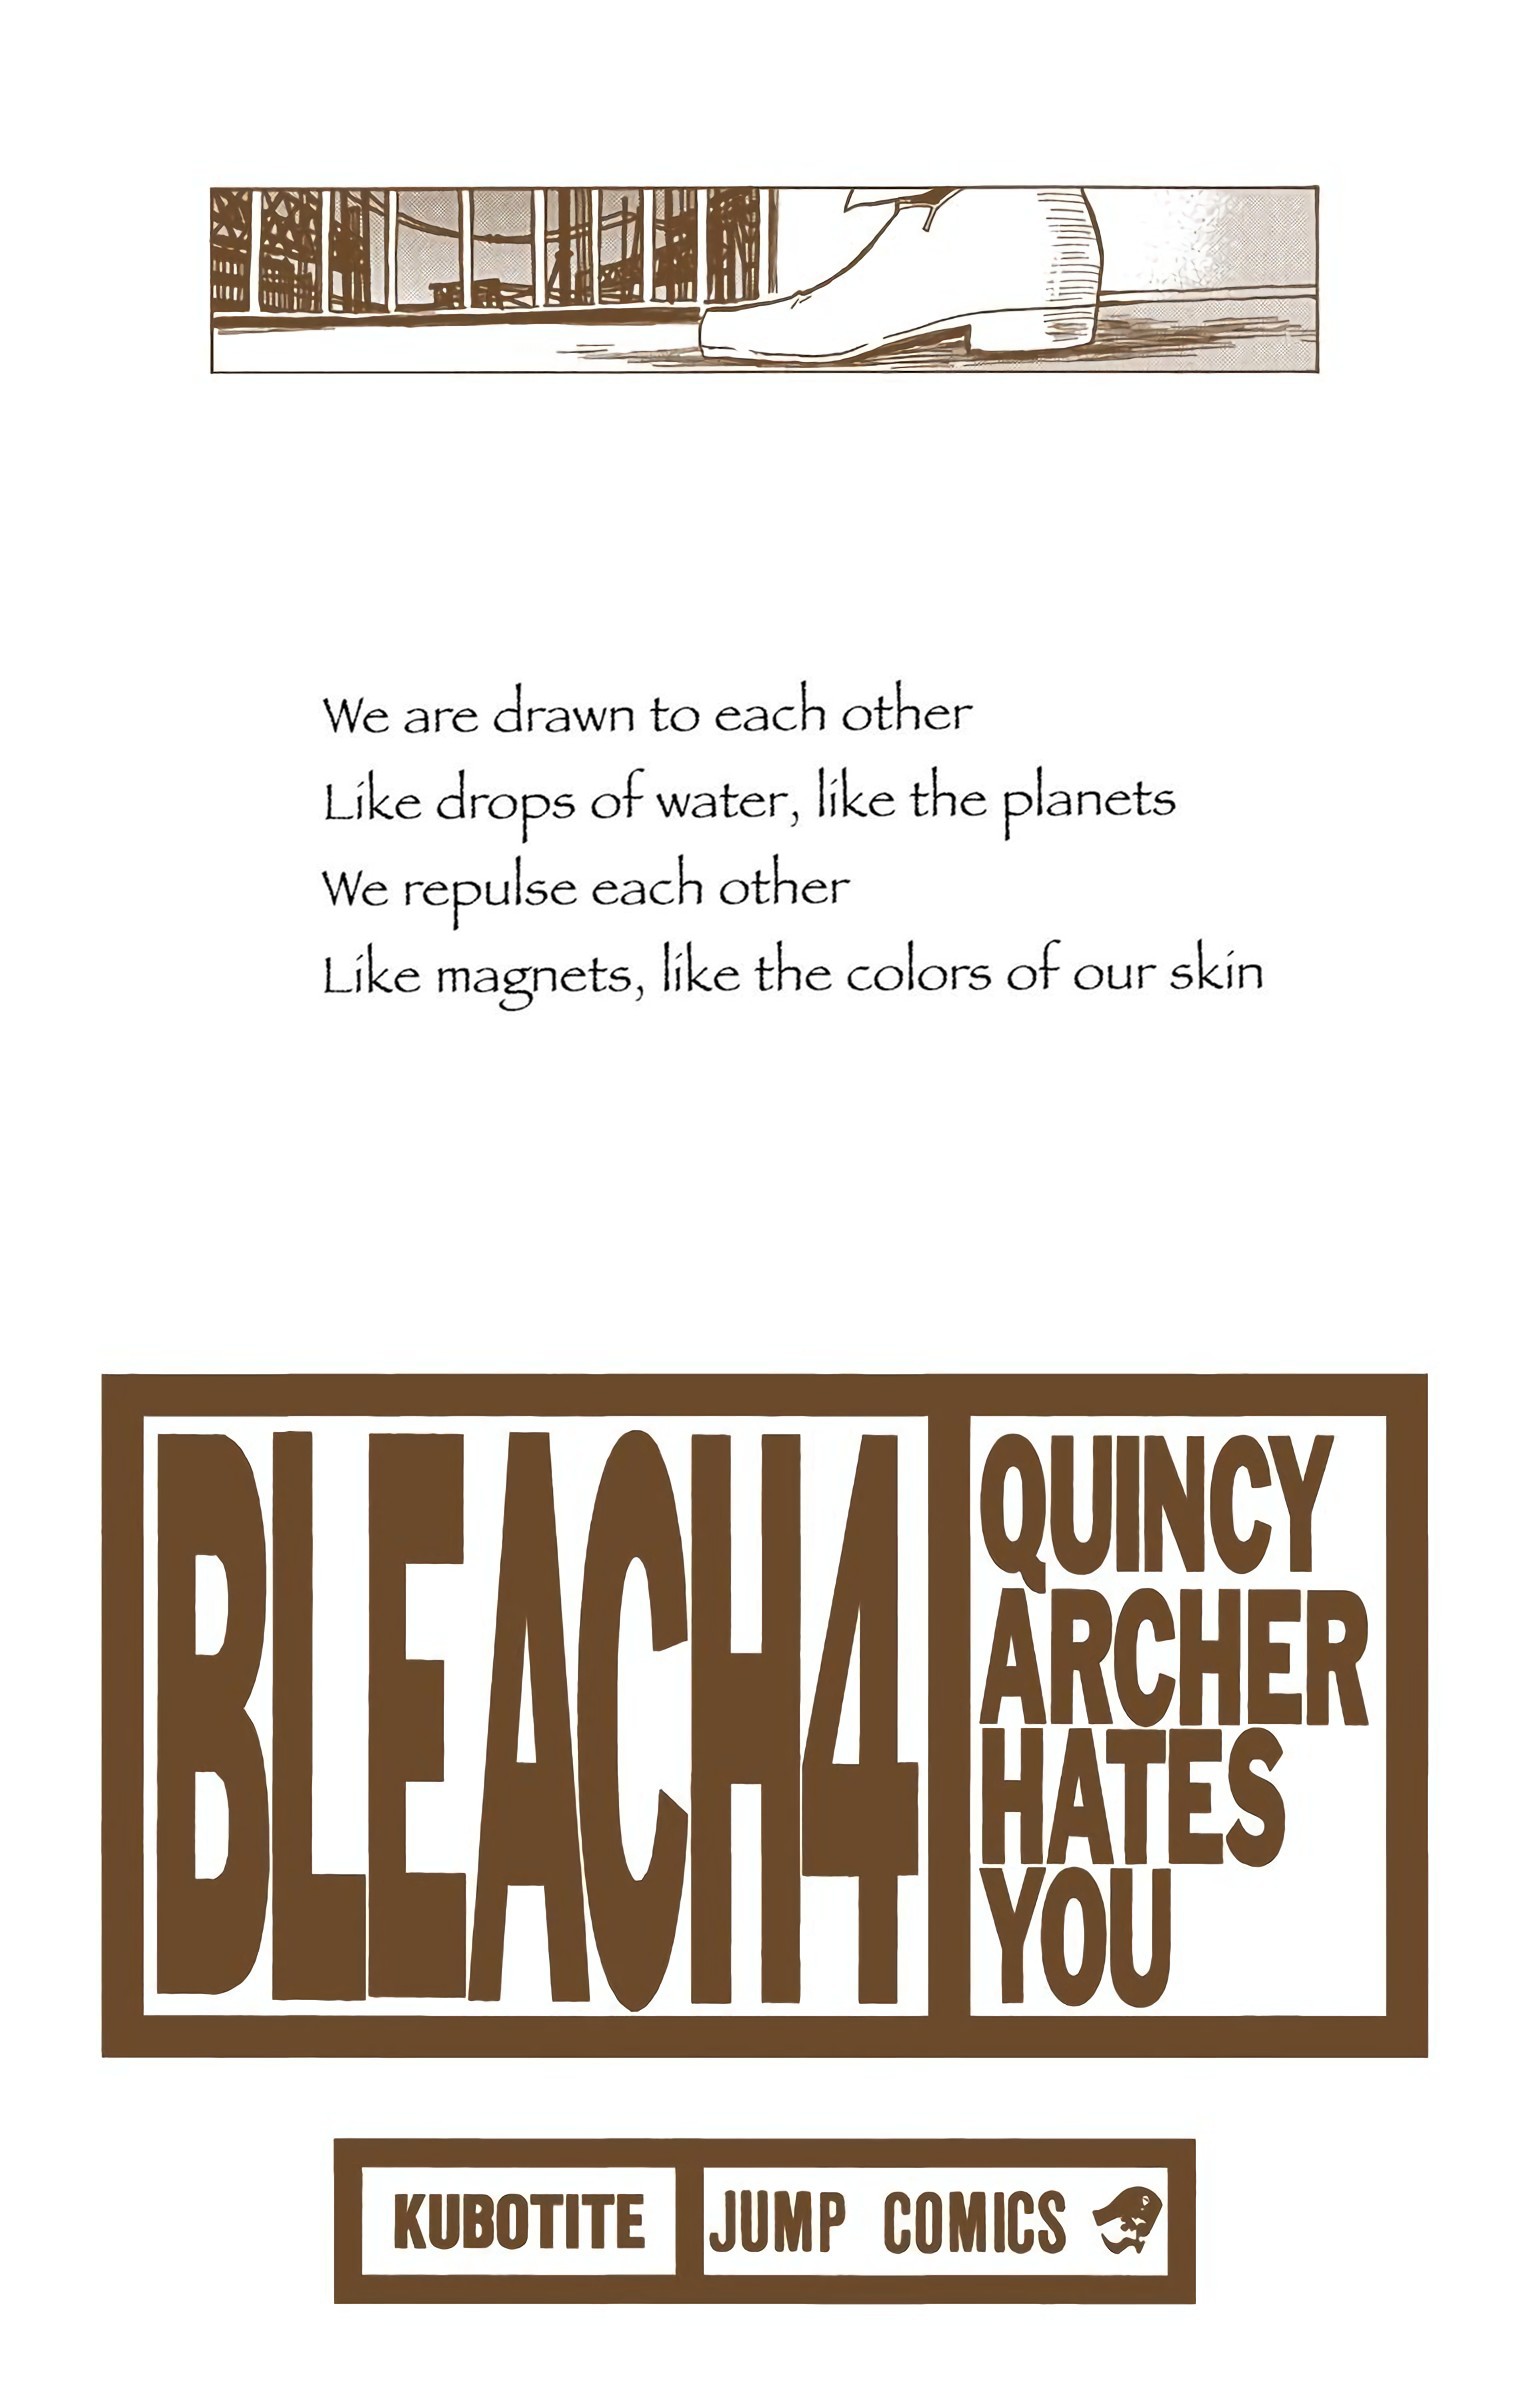 We are drawn to each other
Like drops of water, like the planets
We repulse each other
Like magnets, like the colors of our skin
BLEACH4
QUINCY
ARCHER
HATES
YOU
KUBOTITE
JUMP COMICS